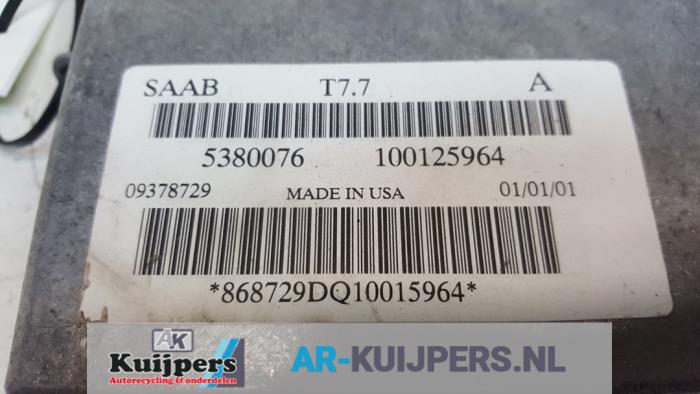 SAAB T7.7 A
5380076 100125964
09378729 MADE IN USA 01/01/01
*868729DQ10015964*
AK
Kuijpers
Autorecycling & onderdelen
AR-KUIJPERS.NL